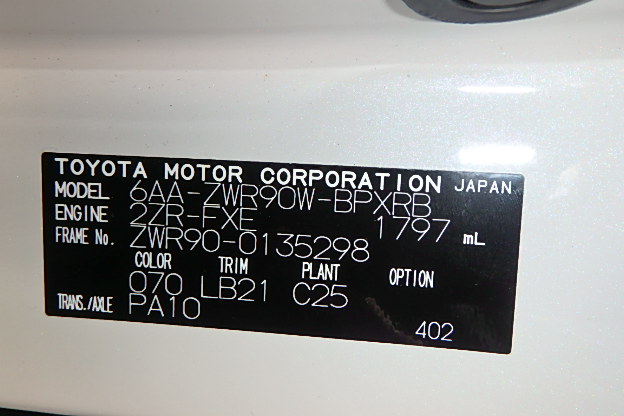 TOYOTA MOTOR CORPORATION JAPAN
MODEL 6AA-ZWR90W-BPXRB
ENGINE 2ZR-FXE 1797 mL
FRAME No. ZWR90-0135298
COLOR TRIM PLANT OPTION
070 LB21 C25
TRANS./AXLE PA10
402